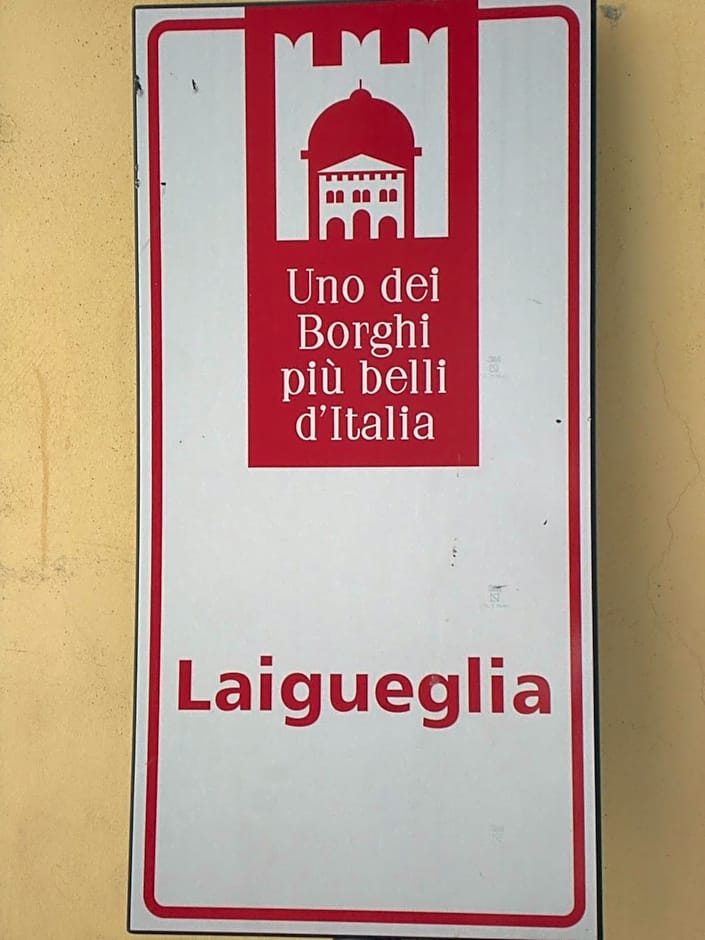 Uno dei
Borghi
più belli
d'Italia
Laigueglia